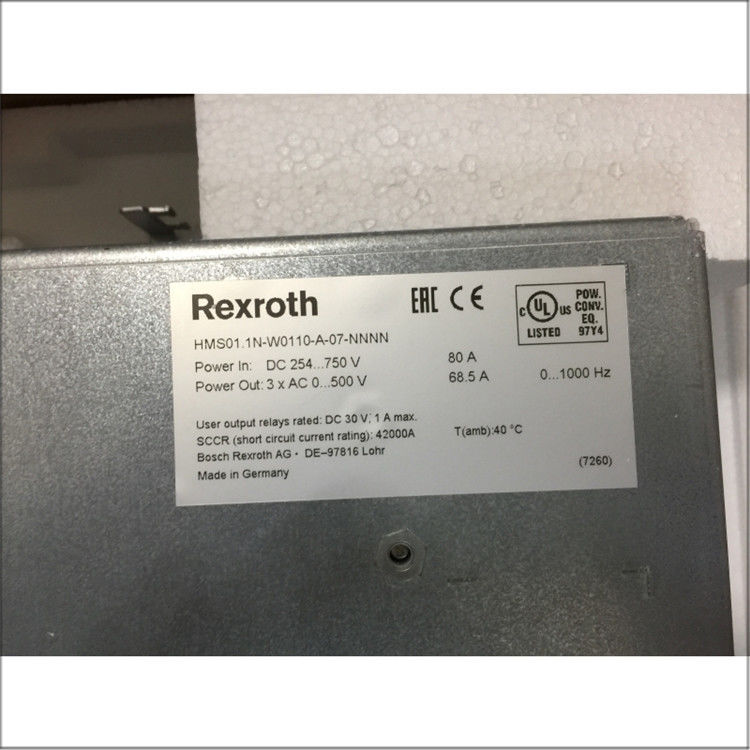 Rexroth
EAC CE
HMS01.1N-W0110-A-07-NNNN
Power In: DC 254...750 V 80 A
Power Out: 3 x AC 0...500 V 68.5 A 0...1000 Hz
c UL us
LISTED
POW.
CONV.
EQ.
97Y4
User output relays rated: DC 30 V; 1 A max.
SCCR (short circuit current rating): 42000A T(amb):40 °C
Bosch Rexroth AG • DE-97816 Lohr
Made in Germany
(7260)